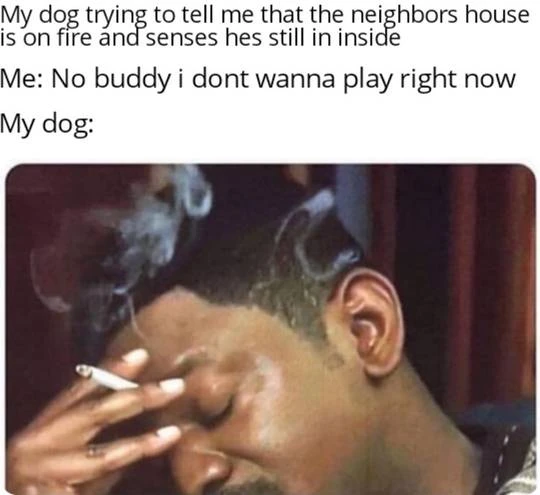 My dog trying to tell me that the neighbors house
is on fire and senses hes still in inside
Me: No buddy i dont wanna play right now
My dog: